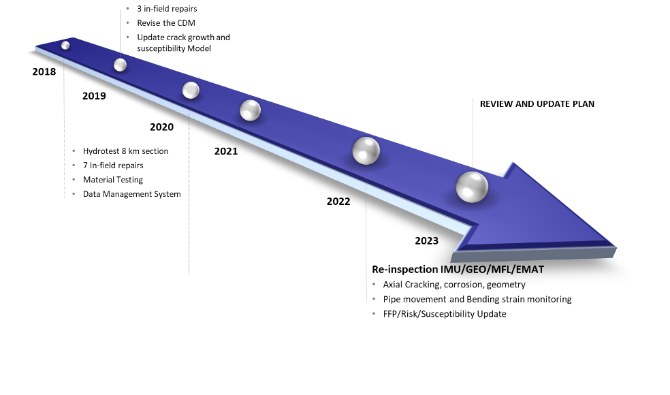 • 3 in-field repairs
• Revise the CDM
• Update crack growth and
susceptibility Model
2018
2019
2020
2021
2022
2023
REVIEW AND UPDATE PLAN
• Hydrotest 8 km section
• 7 In-field repairs
• Material Testing
• Data Management System
Re-inspection IMU/GEO/MFL/EMAT
• Axial Cracking, corrosion, geometry
• Pipe movement and Bending strain monitoring
• FFP/Risk/Susceptibility Update